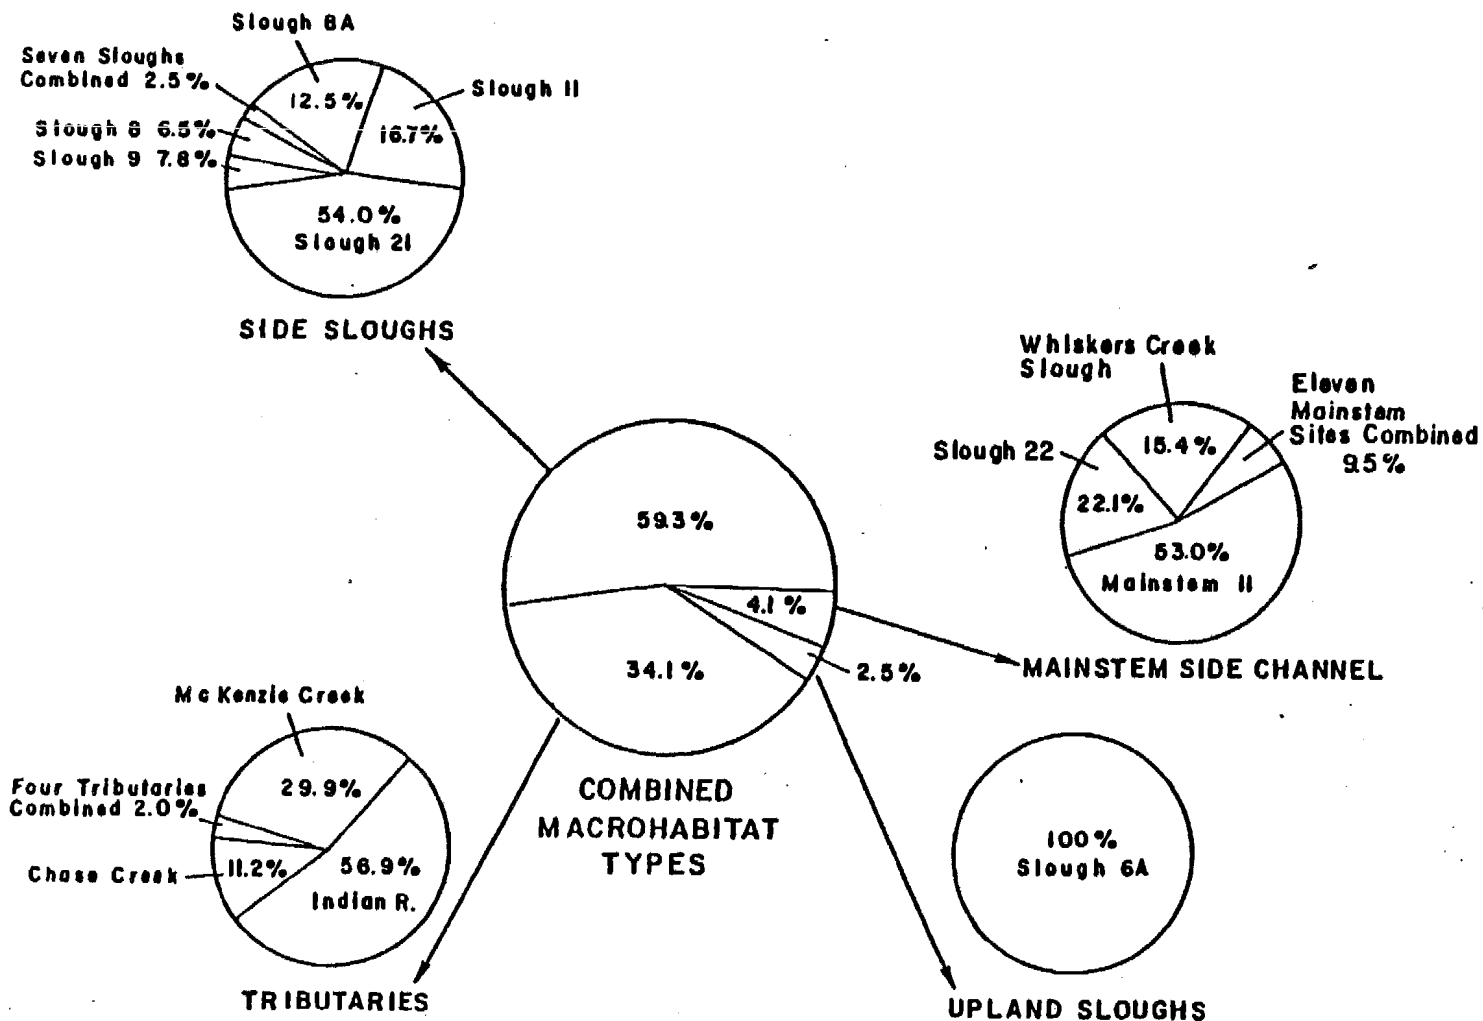 Slough 8A
Seven Sloughs
Combined 2.5%
12.5%
Slough 11
16.7%
Slough 8 6.5%
Slough 9 7.8%
54.0%
Slough 21
SIDE SLOUGHS
Whiskers Creek
Slough
Eleven
Mainstem
Sites Combined
9.5%
15.4%
Slough 22
22.1%
53.0%
Mainstem 11
MAINSTEM SIDE CHANNEL
59.3%
4.1%
2.5%
34.1%
COMBINED
MACROHABITAT
TYPES
McKenzie Creek
29.9%
Four Tributaries
Combined 2.0%
Chase Creek
11.2%
56.9%
Indian R.
TRIBUTARIES
100%
Slough 6A
UPLAND SLOUGHS